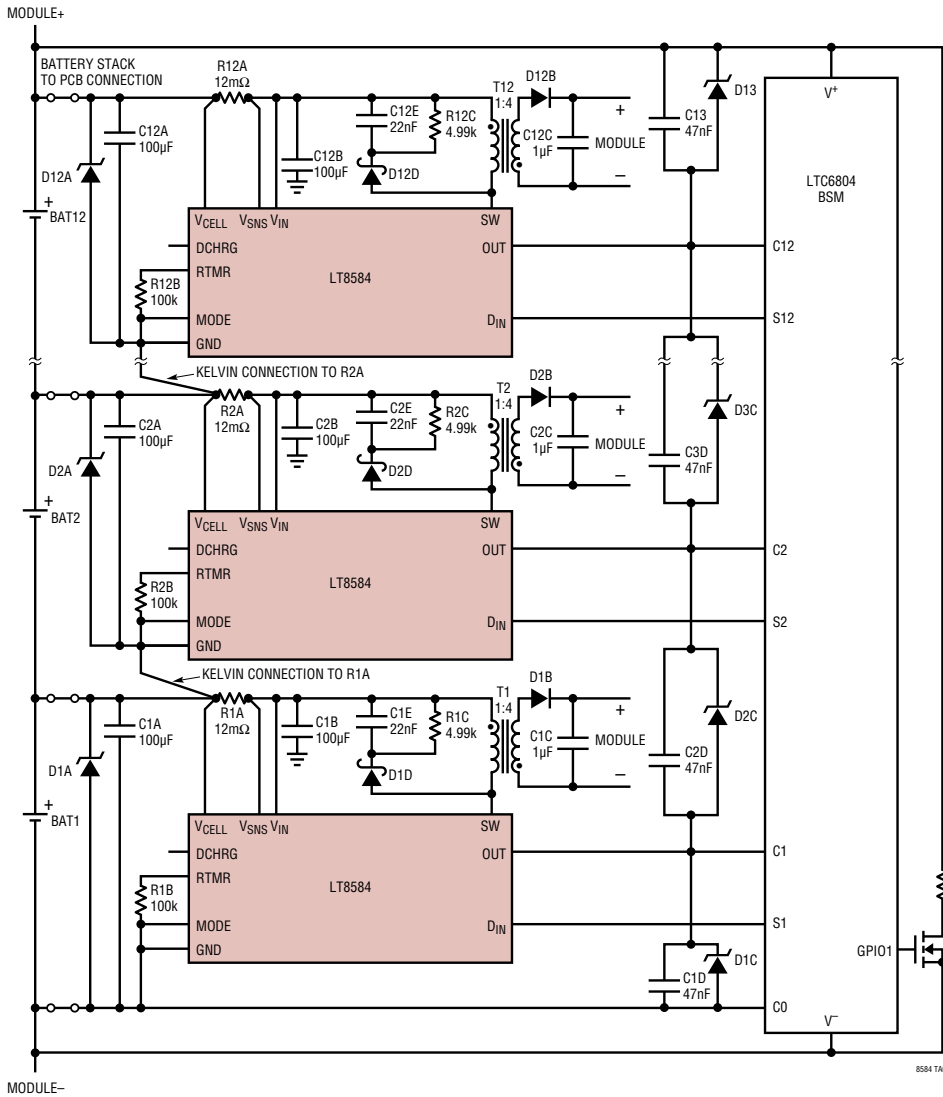 MODULE+
BATTERY STACK
TO PCB CONNECTION
R12A
12mΩ
C12A
100µF
D12A
+
BAT12
C12B
100µF
C12E
22nF
R12C
4.99k
D12D
T12
1:4
D12B
C12C
1µF
+
MODULE
–
C13
47nF
D13
V+
LTC6804
BSM
VCELL
VSNS
VIN
SW
DCHRG
OUT
C12
RTMR
LT8584
R12B
100k
MODE
DIN
S12
GND
KELVIN CONNECTION TO R2A
R2A
12mΩ
C2A
100µF
D2A
+
BAT2
C2B
100µF
C2E
22nF
R2C
4.99k
D2D
T2
1:4
D2B
C2C
1µF
+
MODULE
–
D3C
C3D
47nF
VCELL
VSNS
VIN
SW
DCHRG
OUT
C2
RTMR
LT8584
R2B
100k
MODE
DIN
S2
GND
KELVIN CONNECTION TO R1A
R1A
12mΩ
C1A
100µF
D1A
+
BAT1
C1B
100µF
C1E
22nF
R1C
4.99k
D1D
T1
1:4
D1B
C1C
1µF
+
MODULE
–
D2C
C2D
47nF
VCELL
VSNS
VIN
SW
DCHRG
OUT
C1
RTMR
LT8584
R1B
100k
MODE
DIN
S1
GND
GPIO1
D1C
C1D
47nF
C0
V–
MODULE–
8584